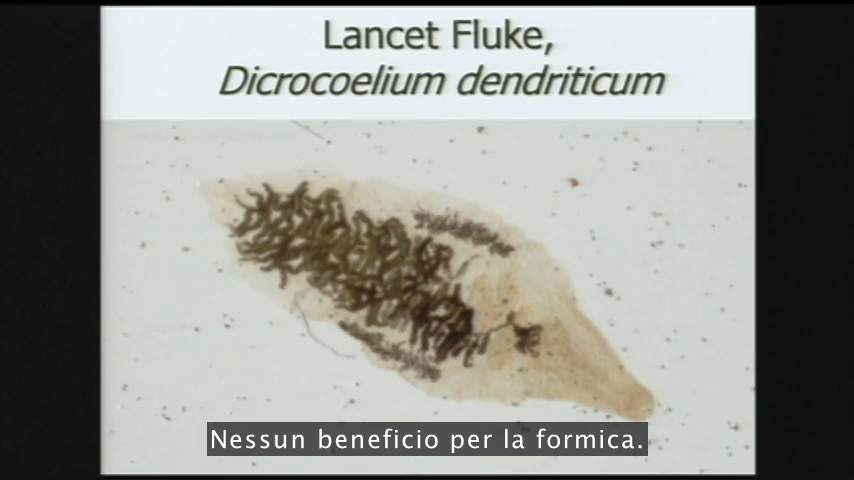 Lancet Fluke,
Dicrocoelium dendriticum
Nessun beneficio per la formica.